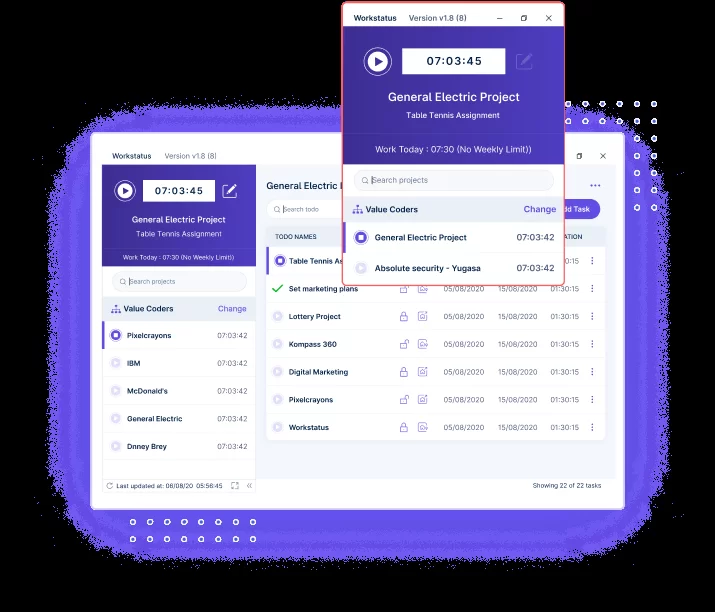 Workstatus Version v1.8 (8)
07:03:45
General Electric Project
Table Tennis Assignment
Work Today : 07:30 (No Weekly Limit))
Search projects
Value Coders Change
General Electric Project 07:03:42
Absolute security - Yugasa 07:03:42
Workstatus Version v1.8 (8)
07:03:45
General Electric Project
Table Tennis Assignment
Work Today : 07:30 (No Weekly Limit))
Search projects
Value Coders Change
Pixelcrayons 07:03:42
IBM 07:03:42
McDonald's 07:03:42
General Electric 07:03:42
Dnney Brey 07:03:42
Last updated at: 06/08/20 05:56:45
General Electric
Search todo
Task
TODO NAMES
Table Tennis
Set marketing plans 05/08/2020 15/08/2020 01:30:15
Lottery Project 05/08/2020 15/08/2020 01:30:15
Kompass 360 05/08/2020 15/08/2020 01:30:15
Digital Marketing 05/08/2020 15/08/2020 01:30:15
Pixelcrayons 05/08/2020 15/08/2020 01:30:15
Workstatus 05/08/2020 15/08/2020 01:30:15
Showing 22 of 22 tasks